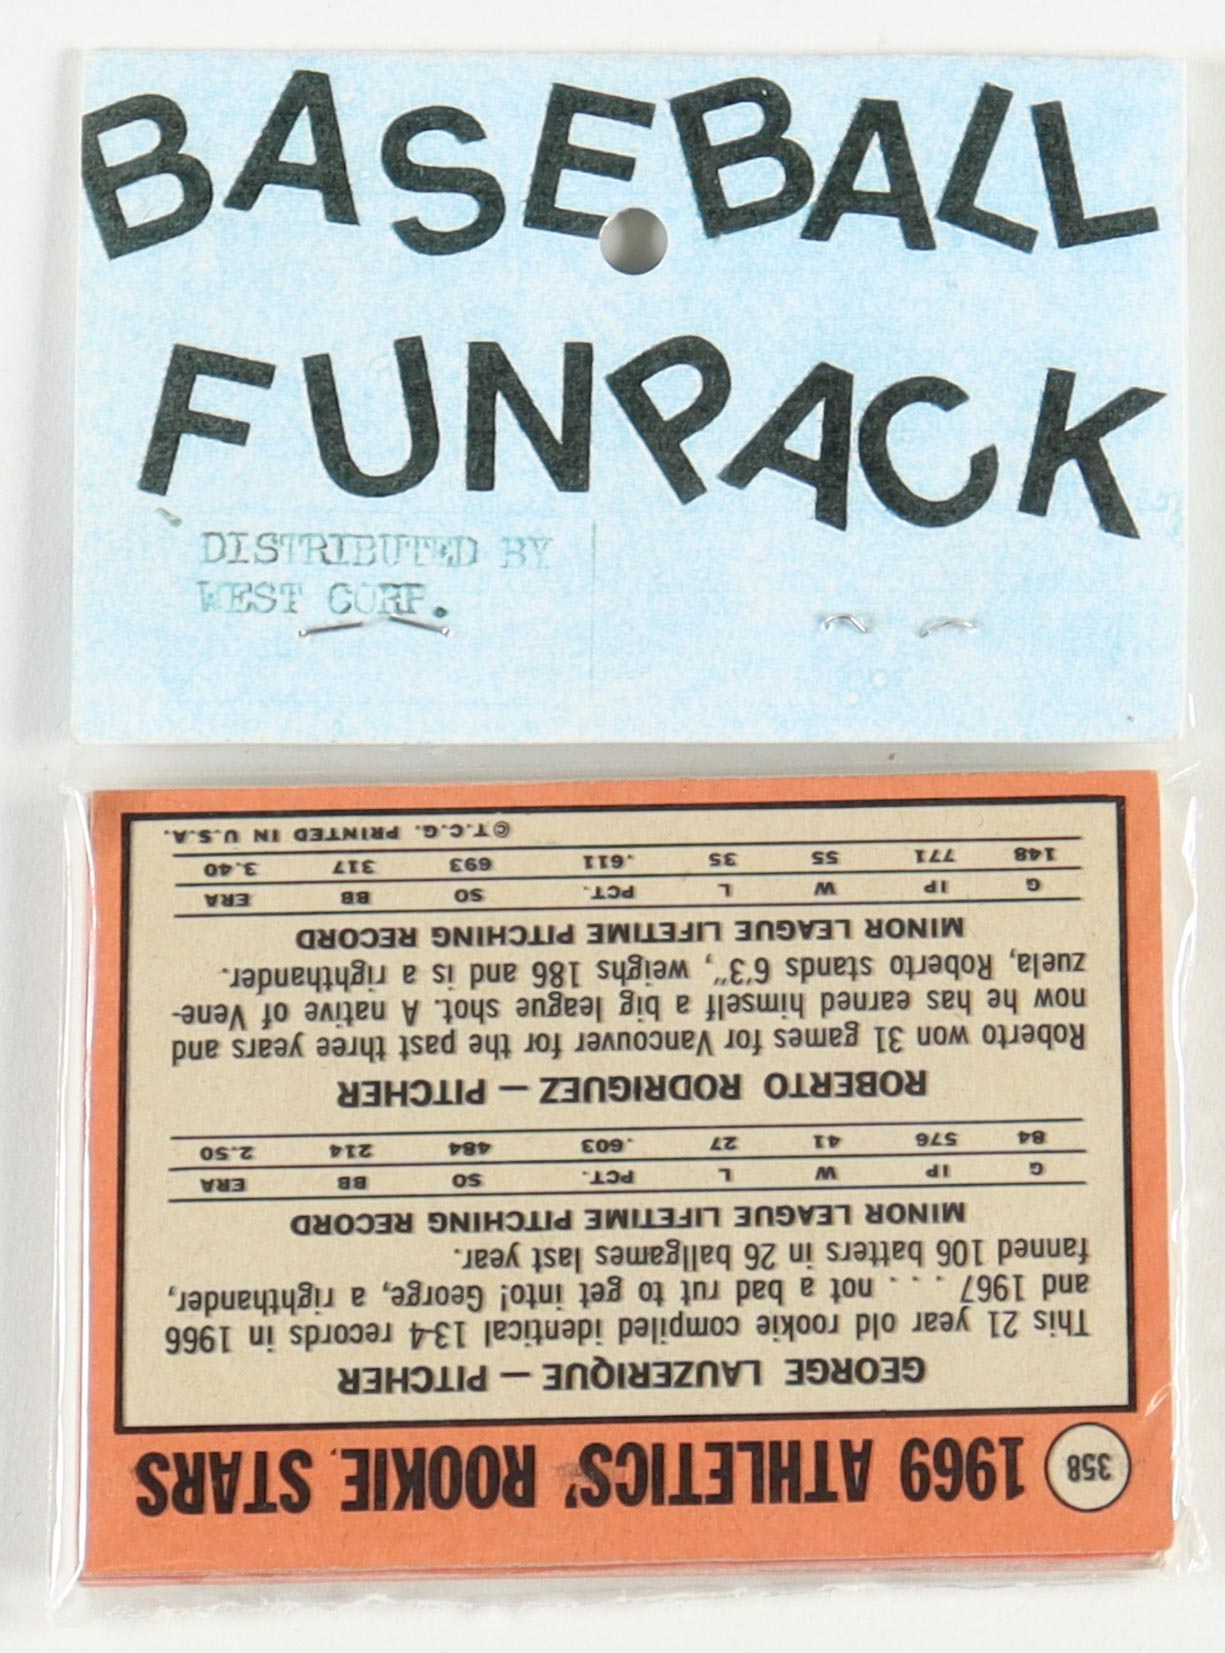 BASEBALL
FUNPACK
DISTRIBUTED BY
WEST CORP.
358
1969 ATHLETICS' ROOKIE STARS
GEORGE LAUZERIQUE — PITCHER
This 21 year old rookie compiled identical 13-4 records in 1966
and 1967 . . . not a bad rut to get into! George, a righthander,
fanned 106 batters in 26 ballgames last year.
MINOR LEAGUE LIFETIME PITCHING RECORD
G IP W L PCT. SO BB ERA
84 576 41 27 .603 484 214 2.50
ROBERTO RODRIGUEZ — PITCHER
Roberto won 31 games for Vancouver for the past three years and
now he has earned himself a big league shot. A native of Vene-
zuela, Roberto stands 6'3", weighs 186 and is a righthander.
MINOR LEAGUE LIFETIME PITCHING RECORD
G IP W L PCT. SO BB ERA
148 771 55 35 .611 693 317 3.40
©T.C.G. PRINTED IN U.S.A.